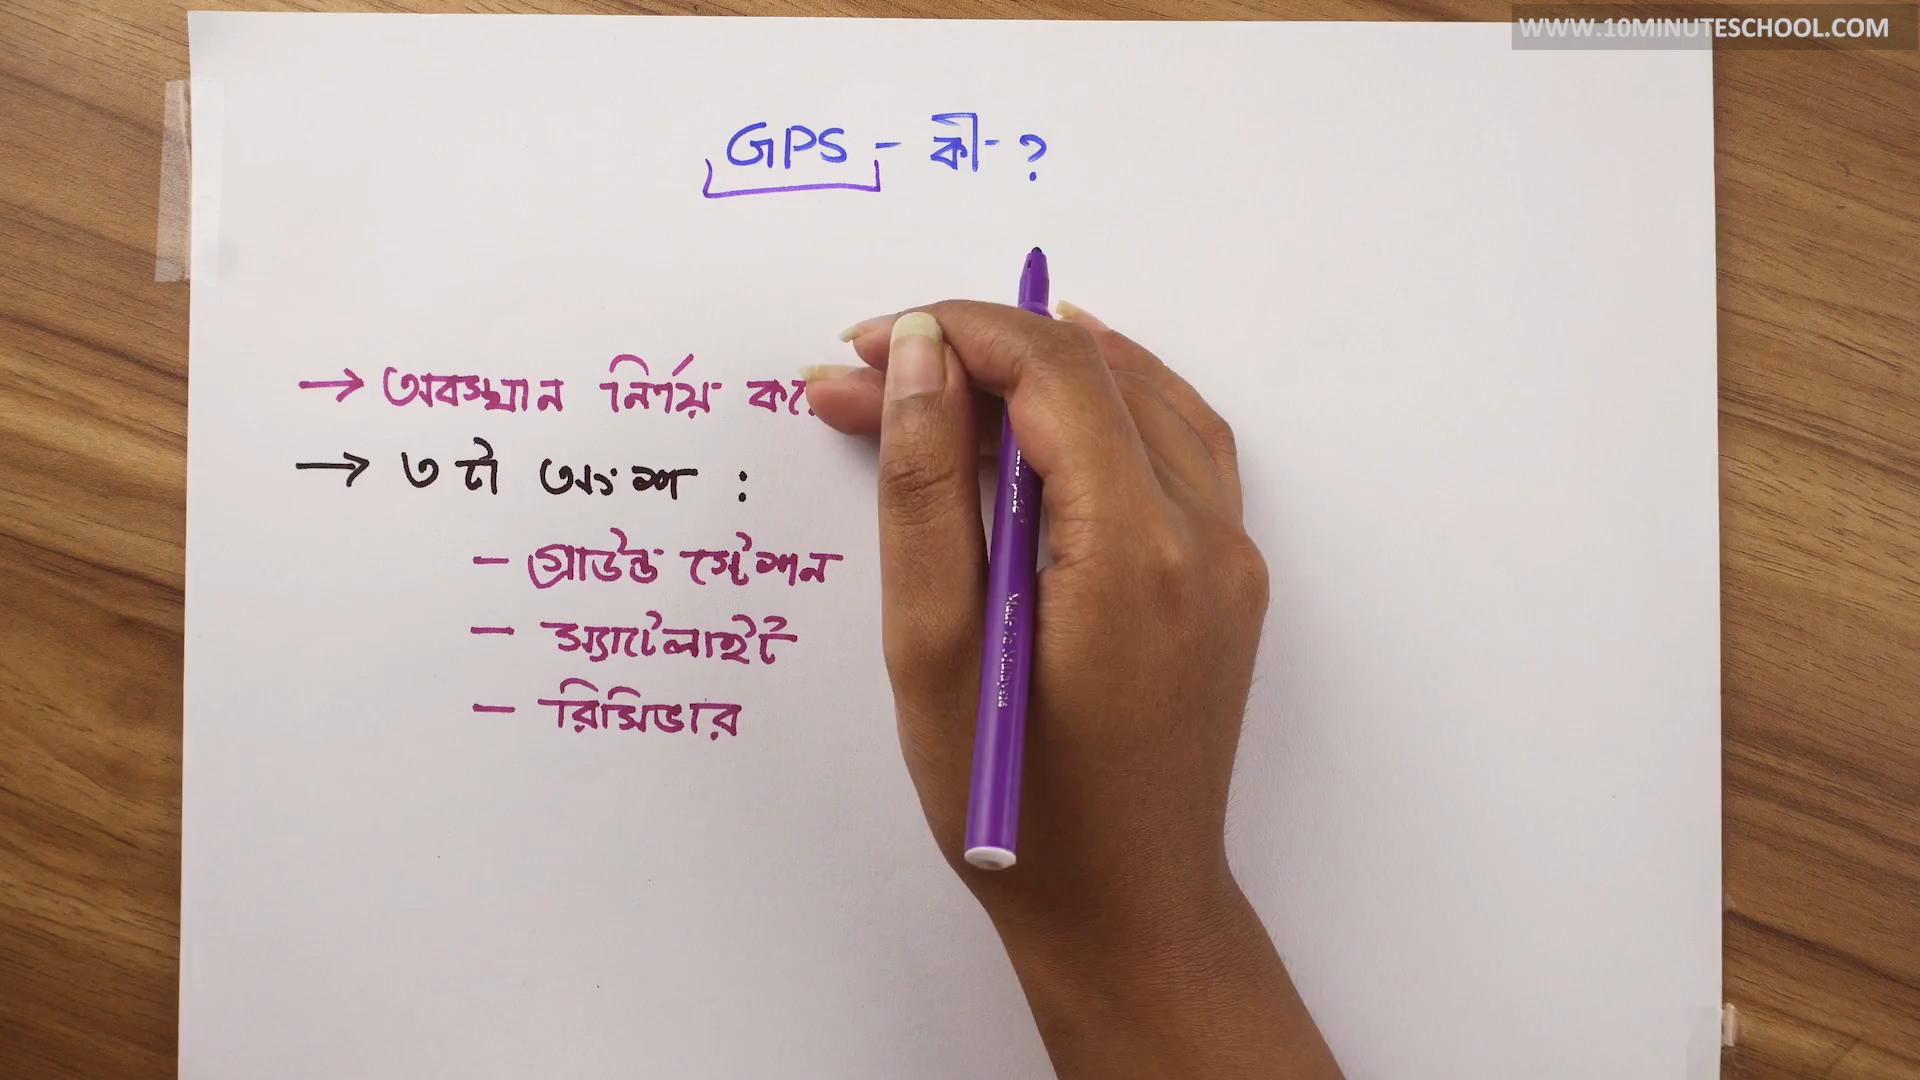 WWW.10MINUTESCHOOL.COM
GPS - কী - ?
→ অবস্থান নির্ণয় করে
→ ৩ টা অংশ :
- গ্রাউন্ড স্টেশন
- স্যাটেলাইট
- রিসিভার